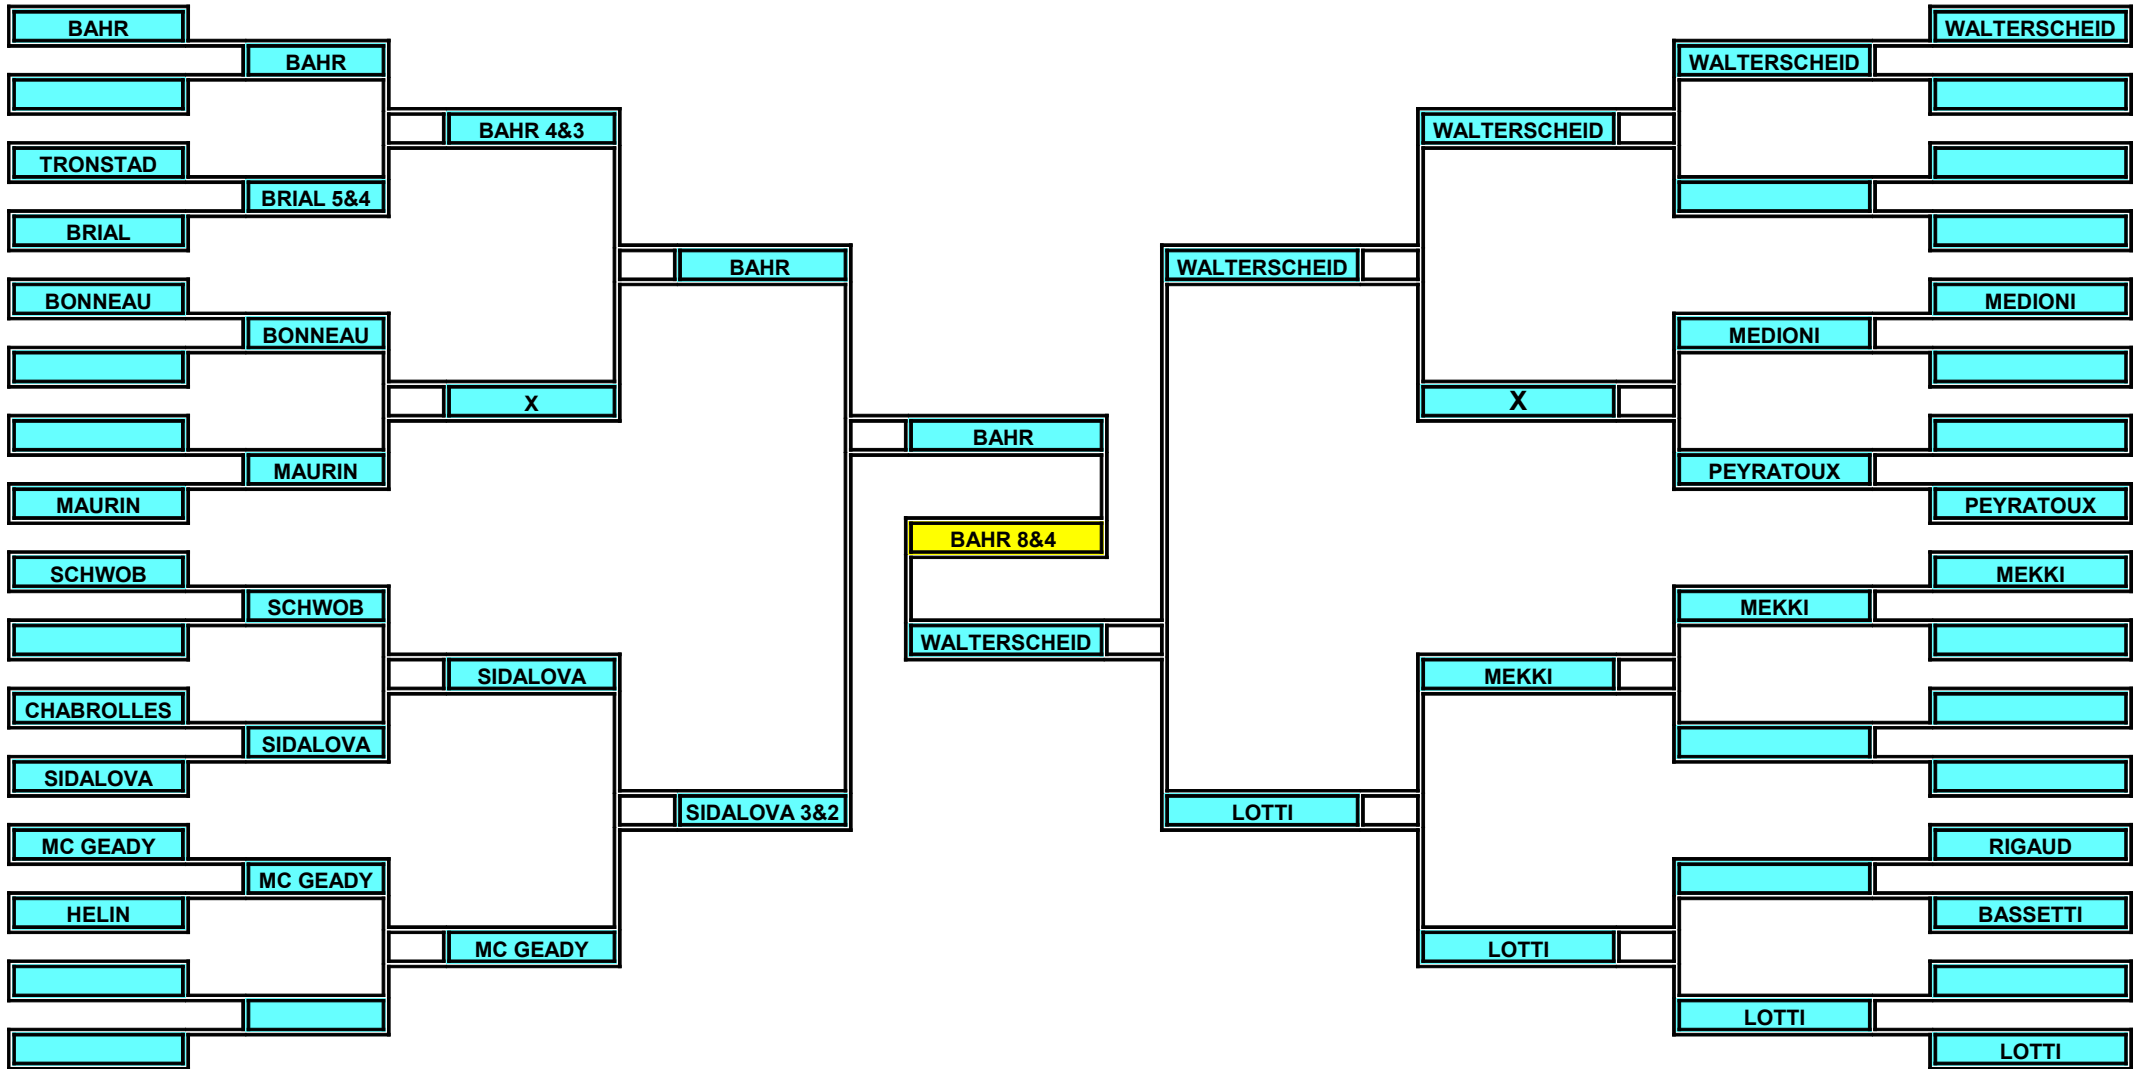 BAHR
WALTERSCHEID
BAHR
WALTERSCHEID
BAHR 4&3
WALTERSCHEID
TRONSTAD
BRIAL 5&4
BRIAL
BAHR
WALTERSCHEID
BONNEAU
MEDIONI
BONNEAU
MEDIONI
X
X
BAHR
MAURIN
PEYRATOUX
MAURIN
PEYRATOUX
BAHR 8&4
SCHWOB
MEKKI
SCHWOB
MEKKI
WALTERSCHEID
SIDALOVA
MEKKI
CHABROLLES
SIDALOVA
SIDALOVA
SIDALOVA 3&2
LOTTI
MC GEADY
RIGAUD
MC GEADY
HELIN
BASSETTI
MC GEADY
LOTTI
LOTTI
LOTTI